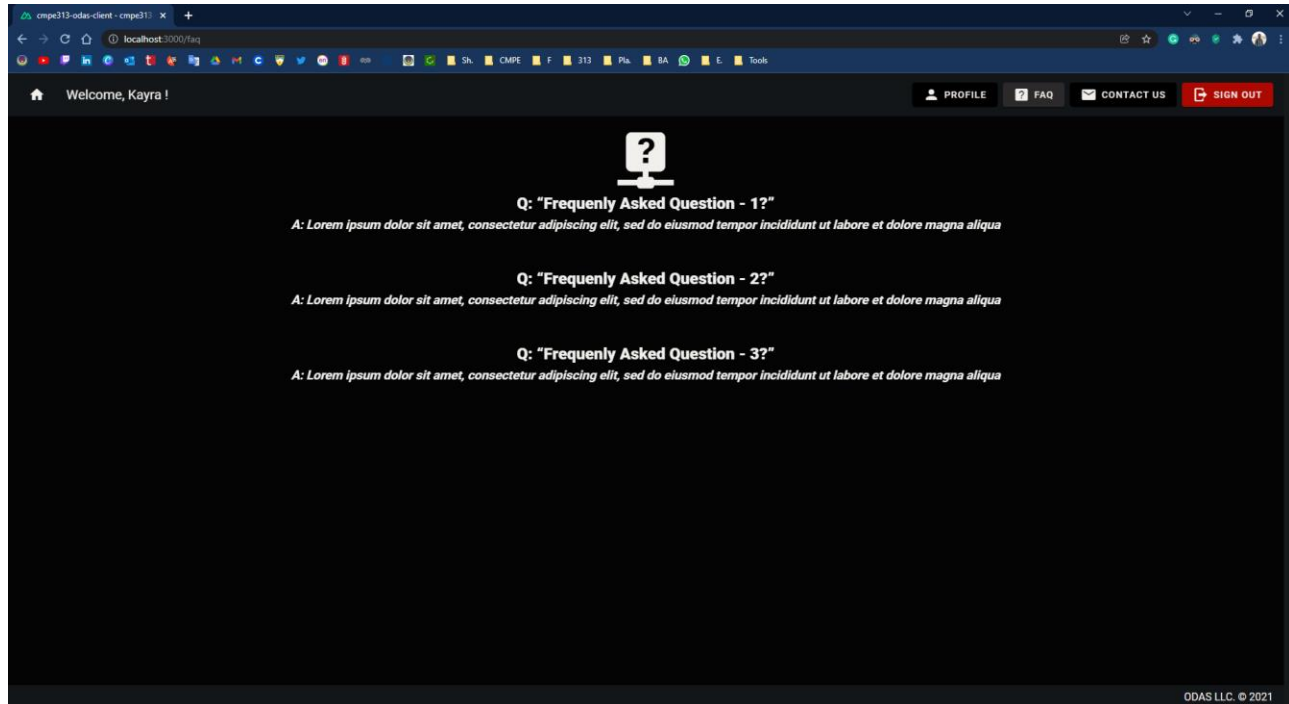 cmpe313-odas-client - cmpe313
localhost:3000/faq
Sh. CMPE F 313 Pla. BA E. Tools
Welcome, Kayra !
PROFILE ? FAQ CONTACT US SIGN OUT
?
Q: “Frequenly Asked Question - 1?”
A: Lorem ipsum dolor sit amet, consectetur adipiscing elit, sed do eiusmod tempor incididunt ut labore et dolore magna aliqua
Q: “Frequenly Asked Question - 2?”
A: Lorem ipsum dolor sit amet, consectetur adipiscing elit, sed do eiusmod tempor incididunt ut labore et dolore magna aliqua
Q: “Frequenly Asked Question - 3?”
A: Lorem ipsum dolor sit amet, consectetur adipiscing elit, sed do eiusmod tempor incididunt ut labore et dolore magna aliqua
ODAS LLC. © 2021